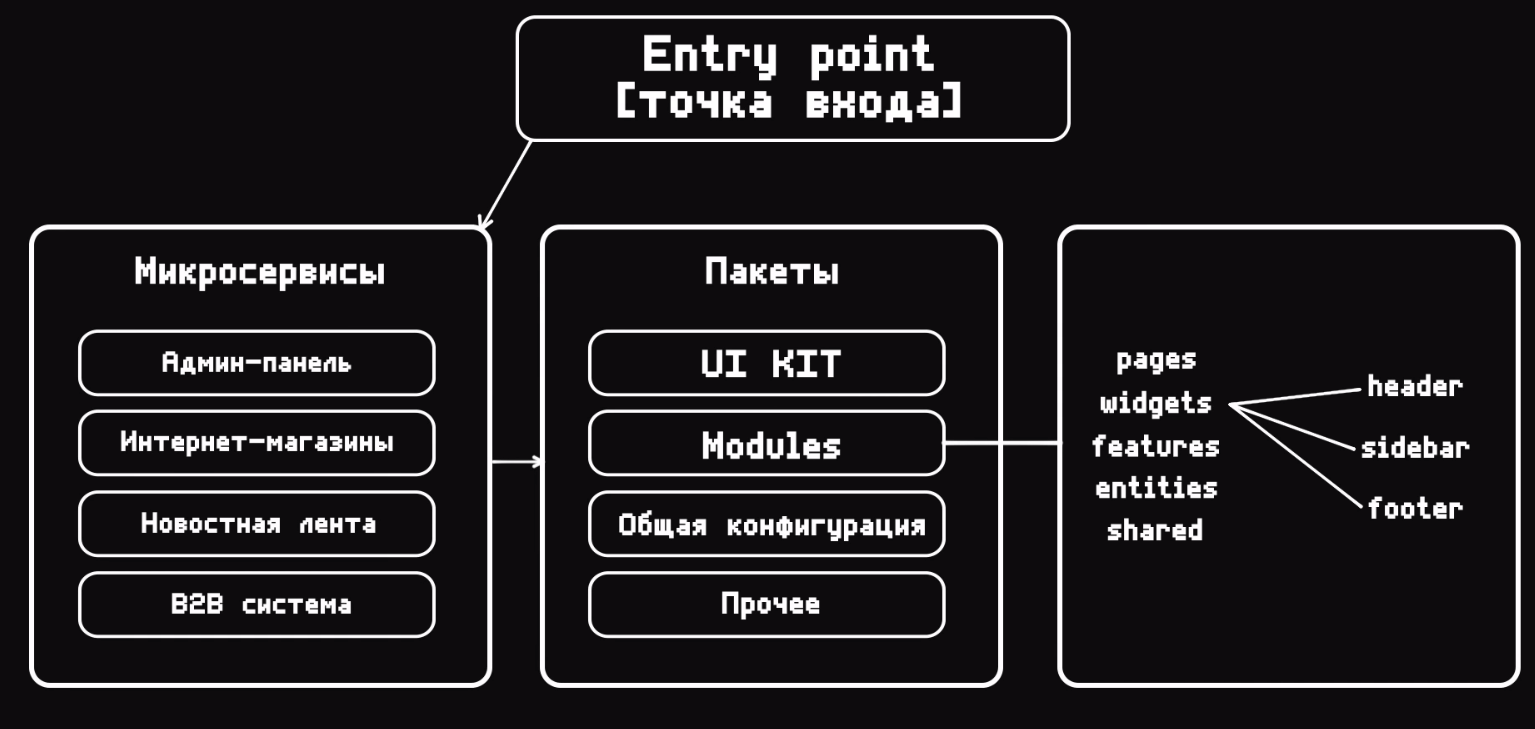 Entry point
[точка входа]
Микросервисы
Админ-панель
Интернет-магазины
Новостная лента
B2B система
Пакеты
UI KIT
Modules
Общая конфигурация
Прочее
pages
widgets
features
entities
shared
header
sidebar
footer